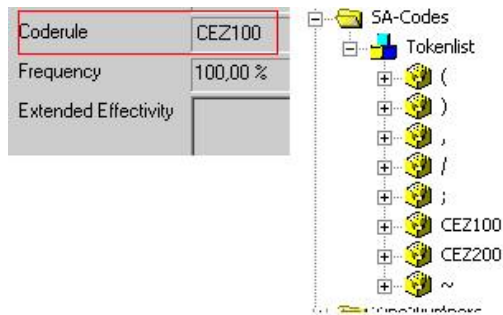 Coderule CEZ100
Frequency 100,00 %
Extended Effectivity
SA-Codes
Tokenlist
(
)
,
/
;
CEZ100
CEZ200
~